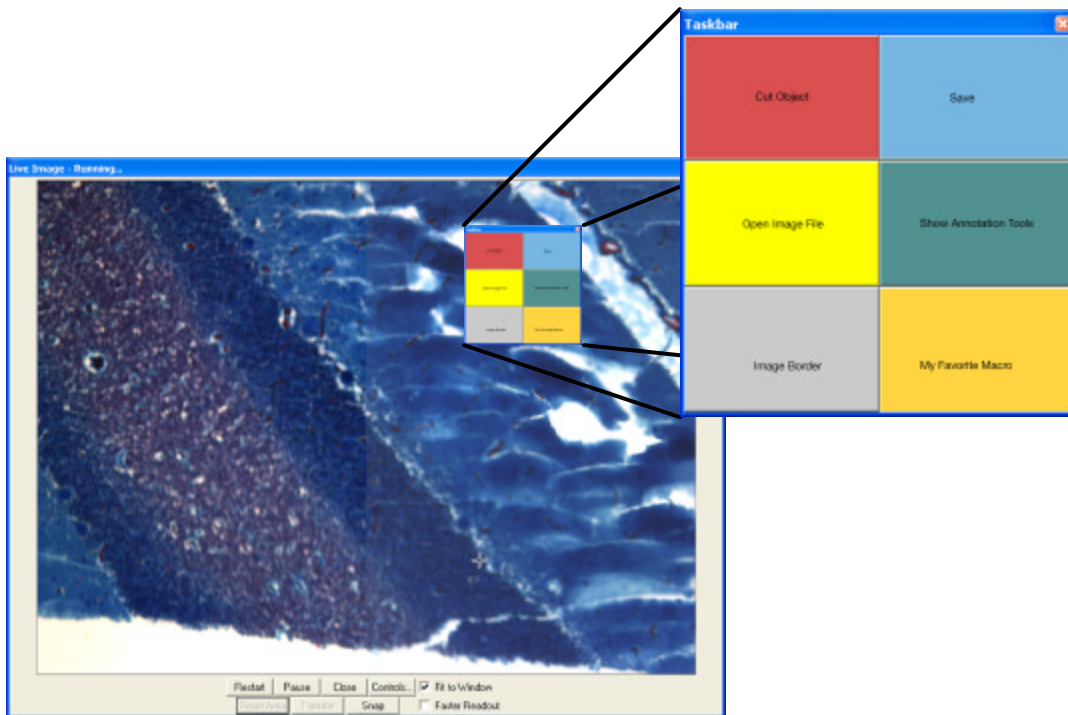 Taskbar
Cut Object
Save
Open Image File
Show Annotation Tools
Image Border
My Favorite Macro
Live Image - Running...
Taskbar
Restart
Pause
Close
Controls...
Fit to Window
Reset Area
Transfer
Snap
Faster Readout